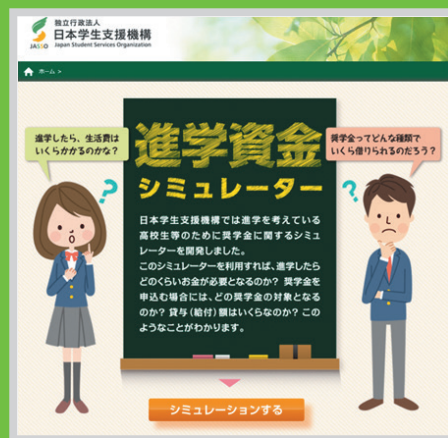 独立行政法人
日本学生支援機構
JASSO Japan Student Services Organization
ホーム >
進学したら、生活費は
いくらかかるのかな？
奨学金ってどんな種類で
いくら借りられるのだろう？
進学資金
シミュレーター
日本学生支援機構では進学を考えている
高校生等のために奨学金に関するシミュ
レーターを開発しました。
このシミュレーターを利用すれば、進学したら
どのくらいお金が必要となるのか？ 奨学金を
申込む場合には、どの奨学金の対象となる
のか？ 貸与（給付）額はいくらなのか？ この
ようなことがわかります。
シミュレーションする